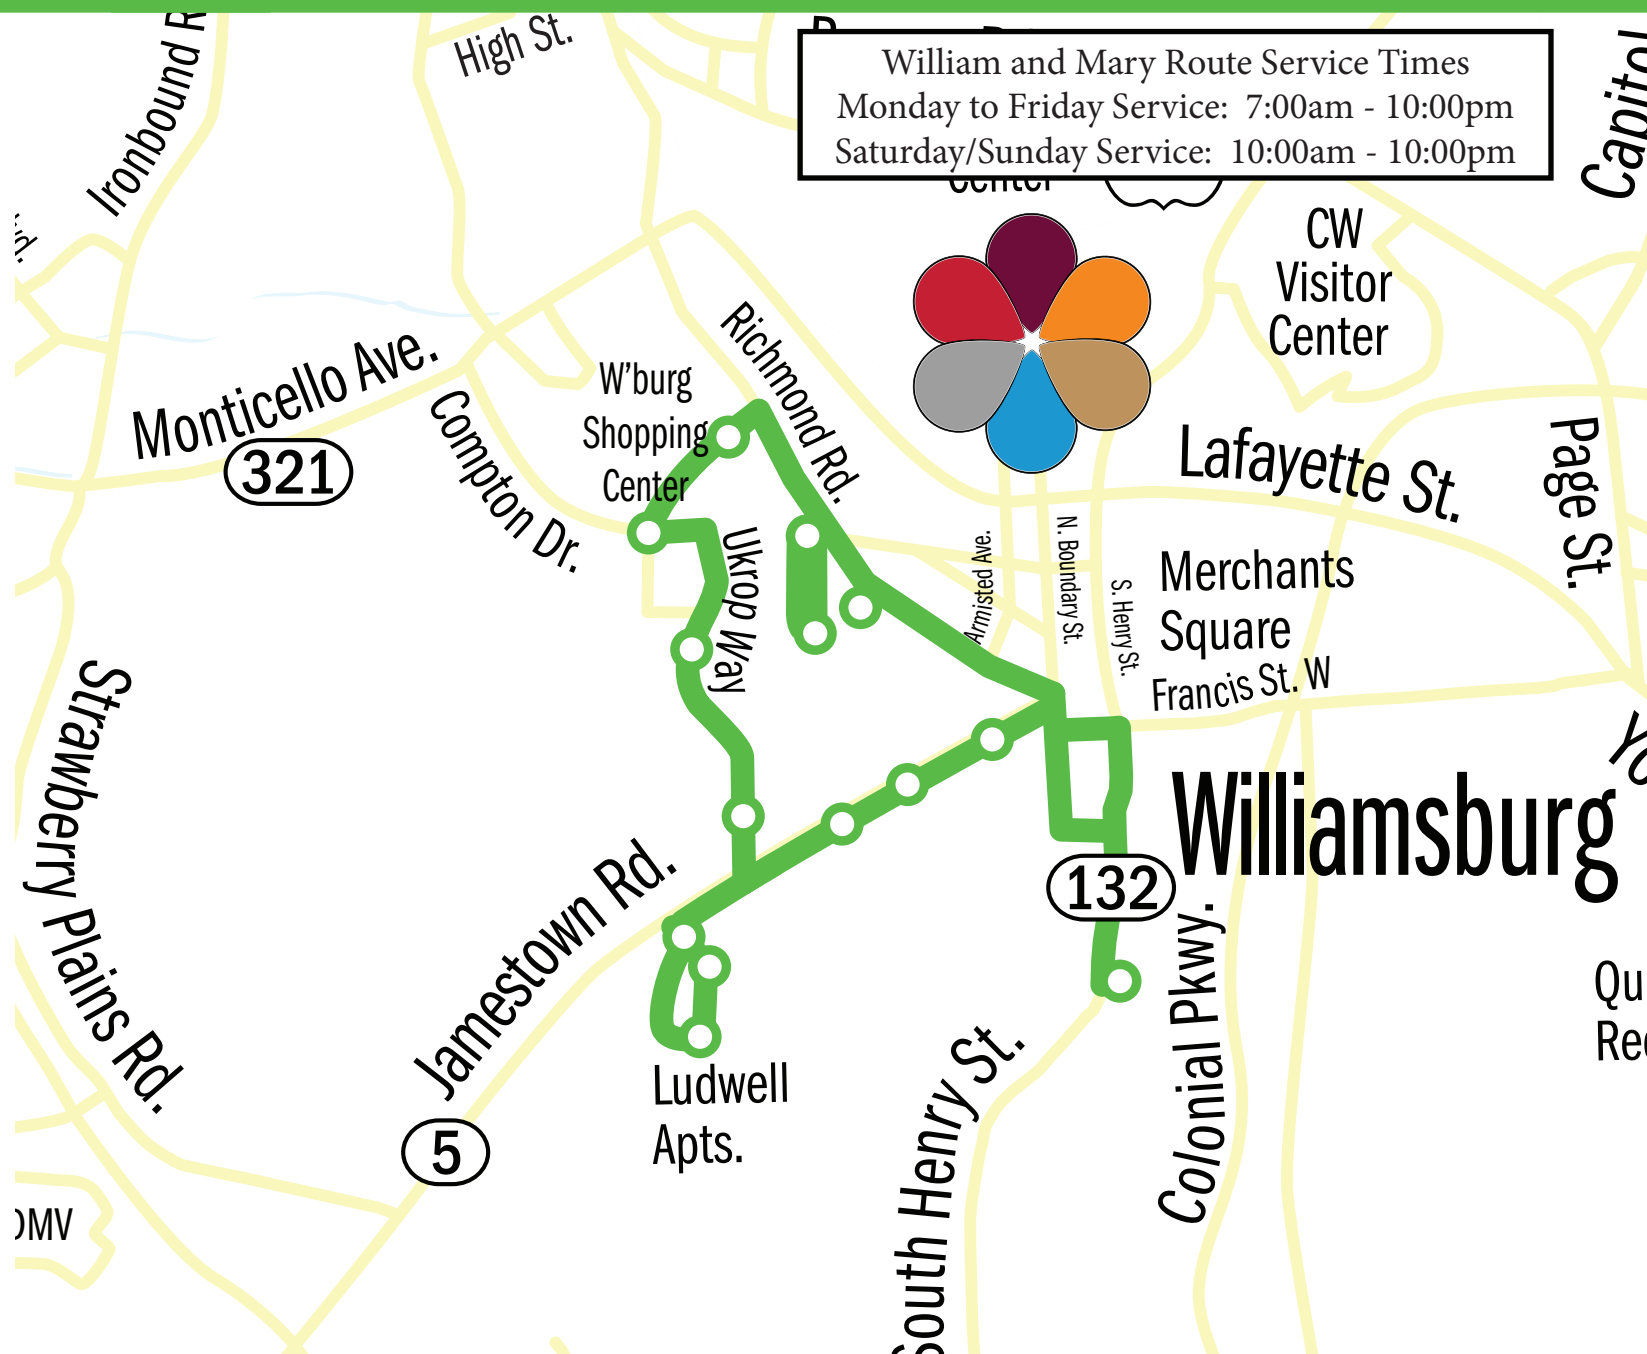 High St.
William and Mary Route Service Times
Monday to Friday Service: 7:00am - 10:00pm
Saturday/Sunday Service: 10:00am - 10:00pm
Ironbound R
Capitol
CW
Visitor
Center
Richmond Rd.
Monticello Ave.
321
Compton Dr.
W'burg
Shopping
Center
Lafayette St.
Page St.
Ukrop Way
Armisted Ave.
N. Boundary St.
S. Henry St.
Merchants
Square
Francis St. W
Strawberry Plains Rd.
Williamsburg
Jamestown Rd.
132
Colonial Pkwy.
Ludwell
Apts.
5
South Henry St.
DMV
Qu
Rec
Yo